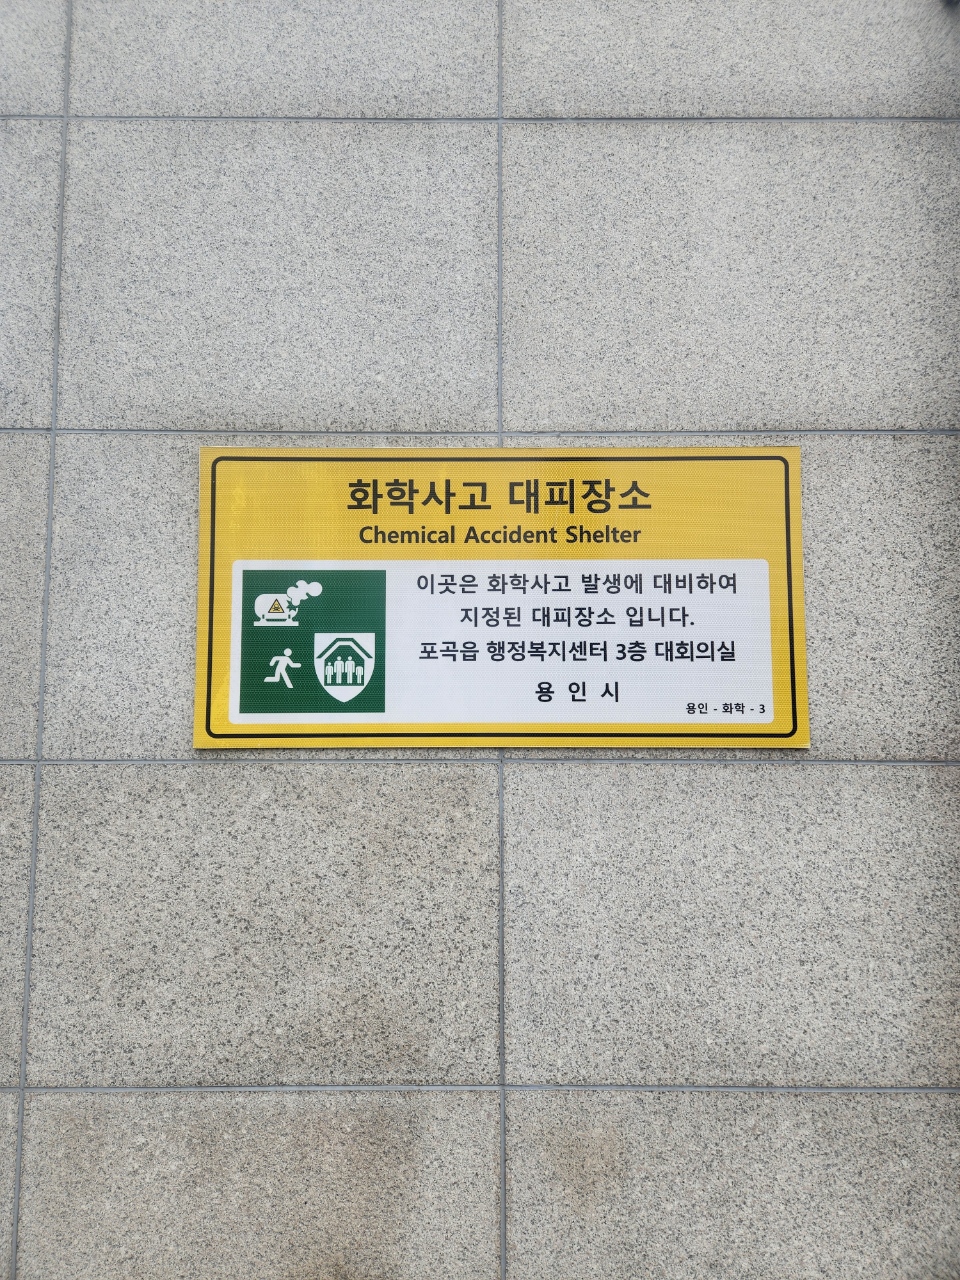 화학사고 대피장소
Chemical Accident Shelter
이곳은 화학사고 발생에 대비하여
지정된 대피장소 입니다.
포곡읍 행정복지센터 3층 대회의실
용 인 시
용인 - 화학 - 3